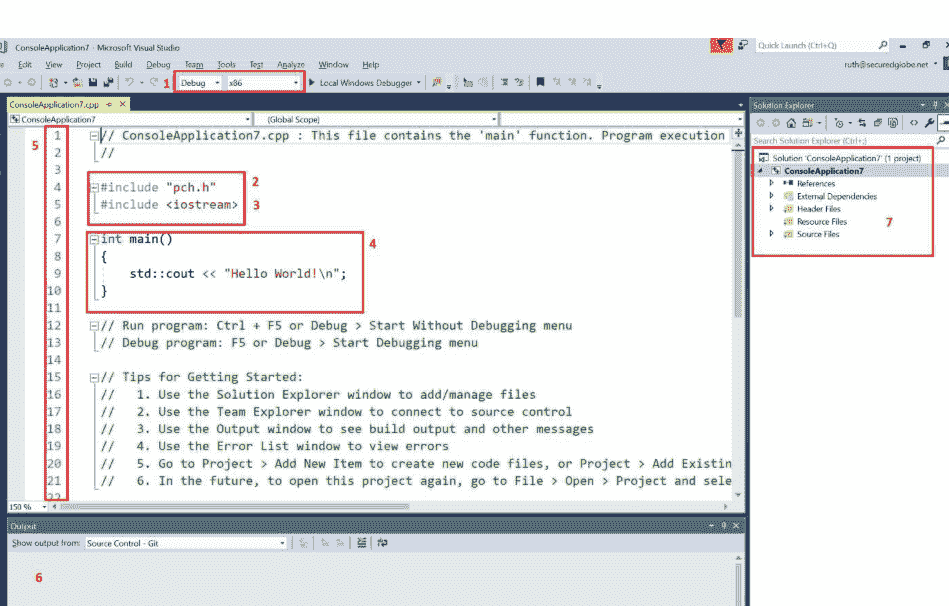 ConsoleApplication7 - Microsoft Visual Studio
Quick Launch (Ctrl+Q)
Edit View Project Build Debug Team Tools Test Analyze Window Help
ruth@securedglobe.net
1 Debug x86 Local Windows Debugger
ConsoleApplication7.cpp
ConsoleApplication7 (Global Scope)
5
1 // ConsoleApplication7.cpp : This file contains the 'main' function. Program execution
2 //
3
4 #include "pch.h" 2
5 #include <iostream> 3
6
7 int main() 4
8 {
9 std::cout << "Hello World!\n";
10 }
11
12 // Run program: Ctrl + F5 or Debug > Start Without Debugging menu
13 // Debug program: F5 or Debug > Start Debugging menu
14
15 // Tips for Getting Started:
16 // 1. Use the Solution Explorer window to add/manage files
17 // 2. Use the Team Explorer window to connect to source control
18 // 3. Use the Output window to see build output and other messages
19 // 4. Use the Error List window to view errors
20 // 5. Go to Project > Add New Item to create new code files, or Project > Add Existin
21 // 6. In the future, to open this project again, go to File > Open > Project and sele
22
150 %
Output
Show output from: Source Control - Git
6
Solution Explorer
Search Solution Explorer (Ctrl+;)
Solution 'ConsoleApplication7' (1 project)
ConsoleApplication7
References
External Dependencies
Header Files
Resource Files
7
Source Files